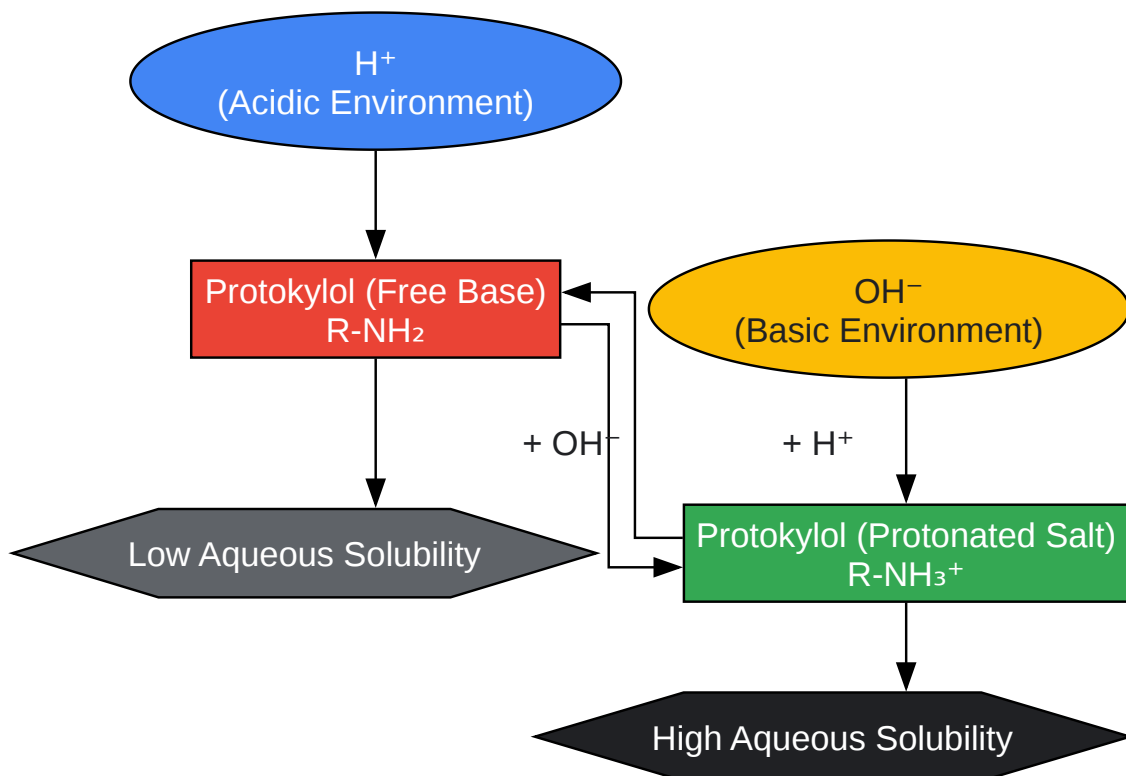 H⁺
(Acidic Environment)
Protokylol (Free Base)
R-NH₂
OH⁻
(Basic Environment)
+ OH⁻
+ H⁺
Low Aqueous Solubility
Protokylol (Protonated Salt)
R-NH₃⁺
High Aqueous Solubility